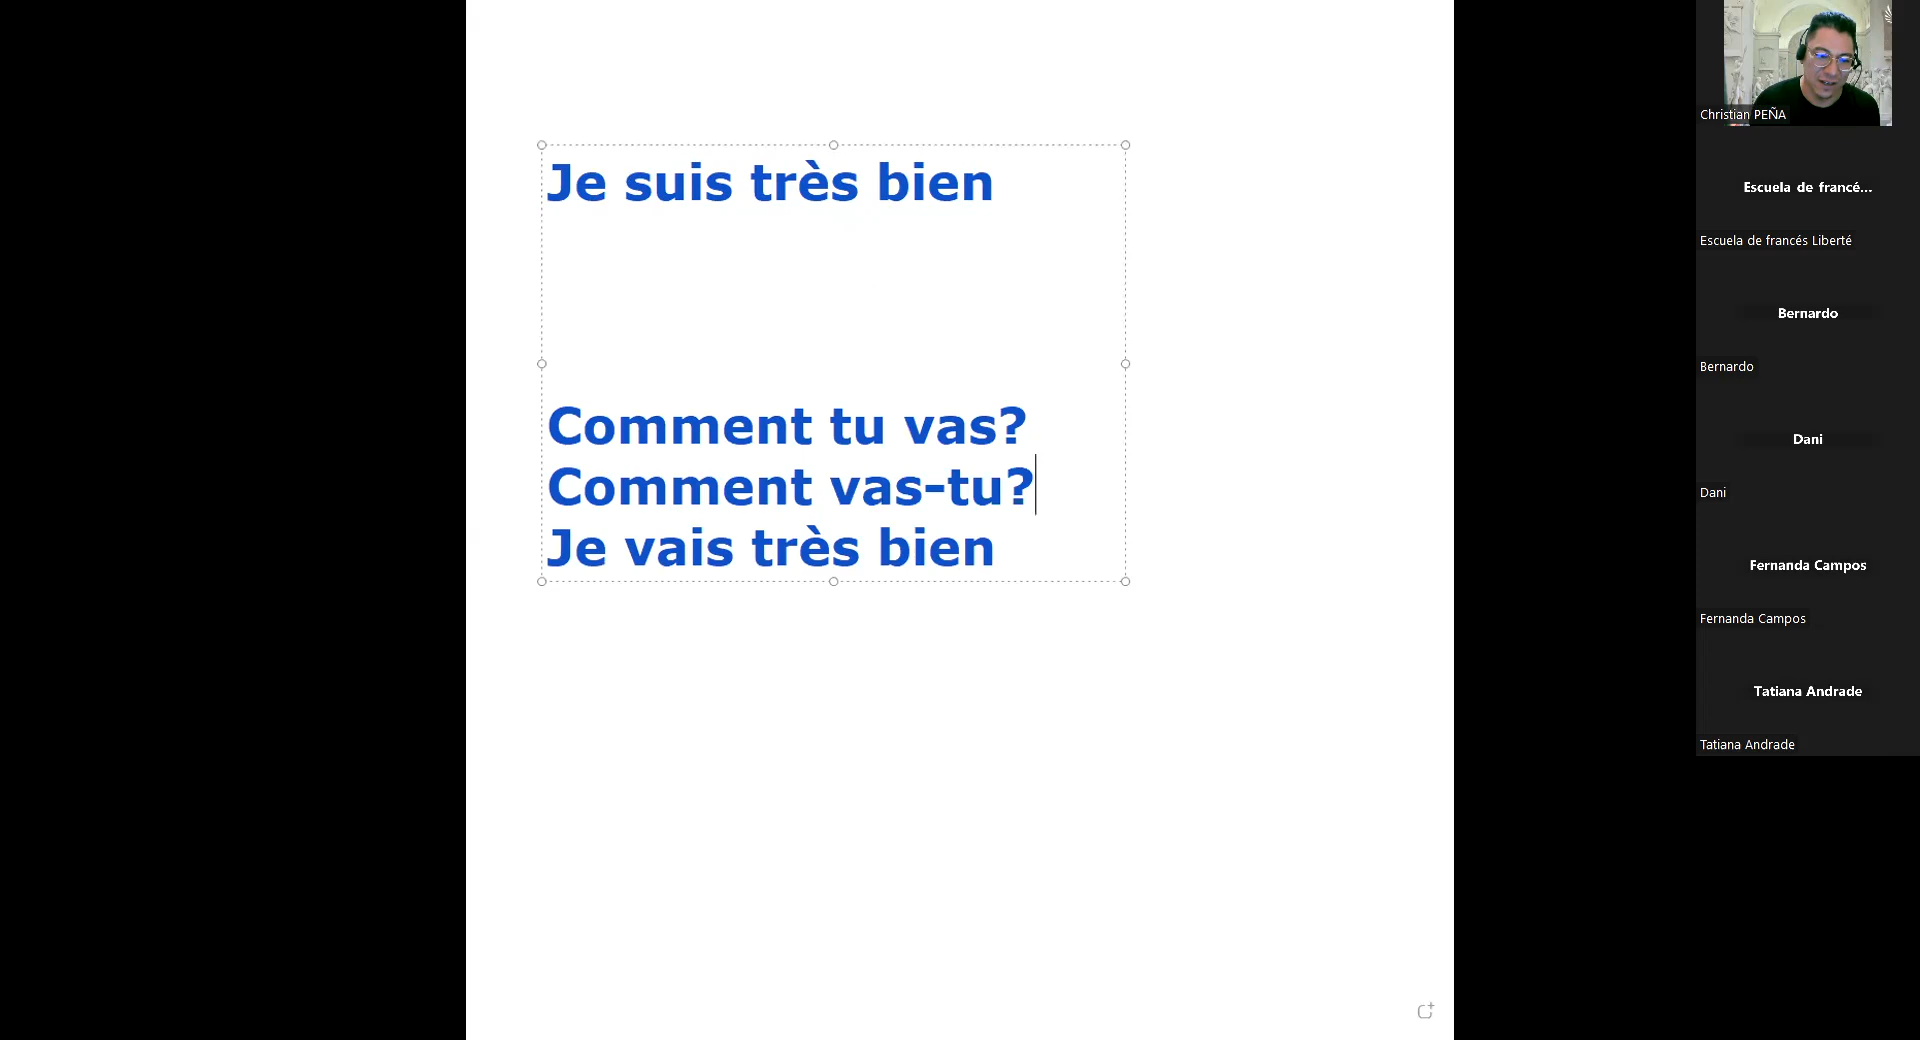 Je suis très bien
Comment tu vas?
Comment vas-tu?
Je vais très bien
Christian PEÑA
Escuela de francé...
Escuela de francés Liberté
Bernardo
Bernardo
Dani
Dani
Fernanda Campos
Fernanda Campos
Tatiana Andrade
Tatiana Andrade